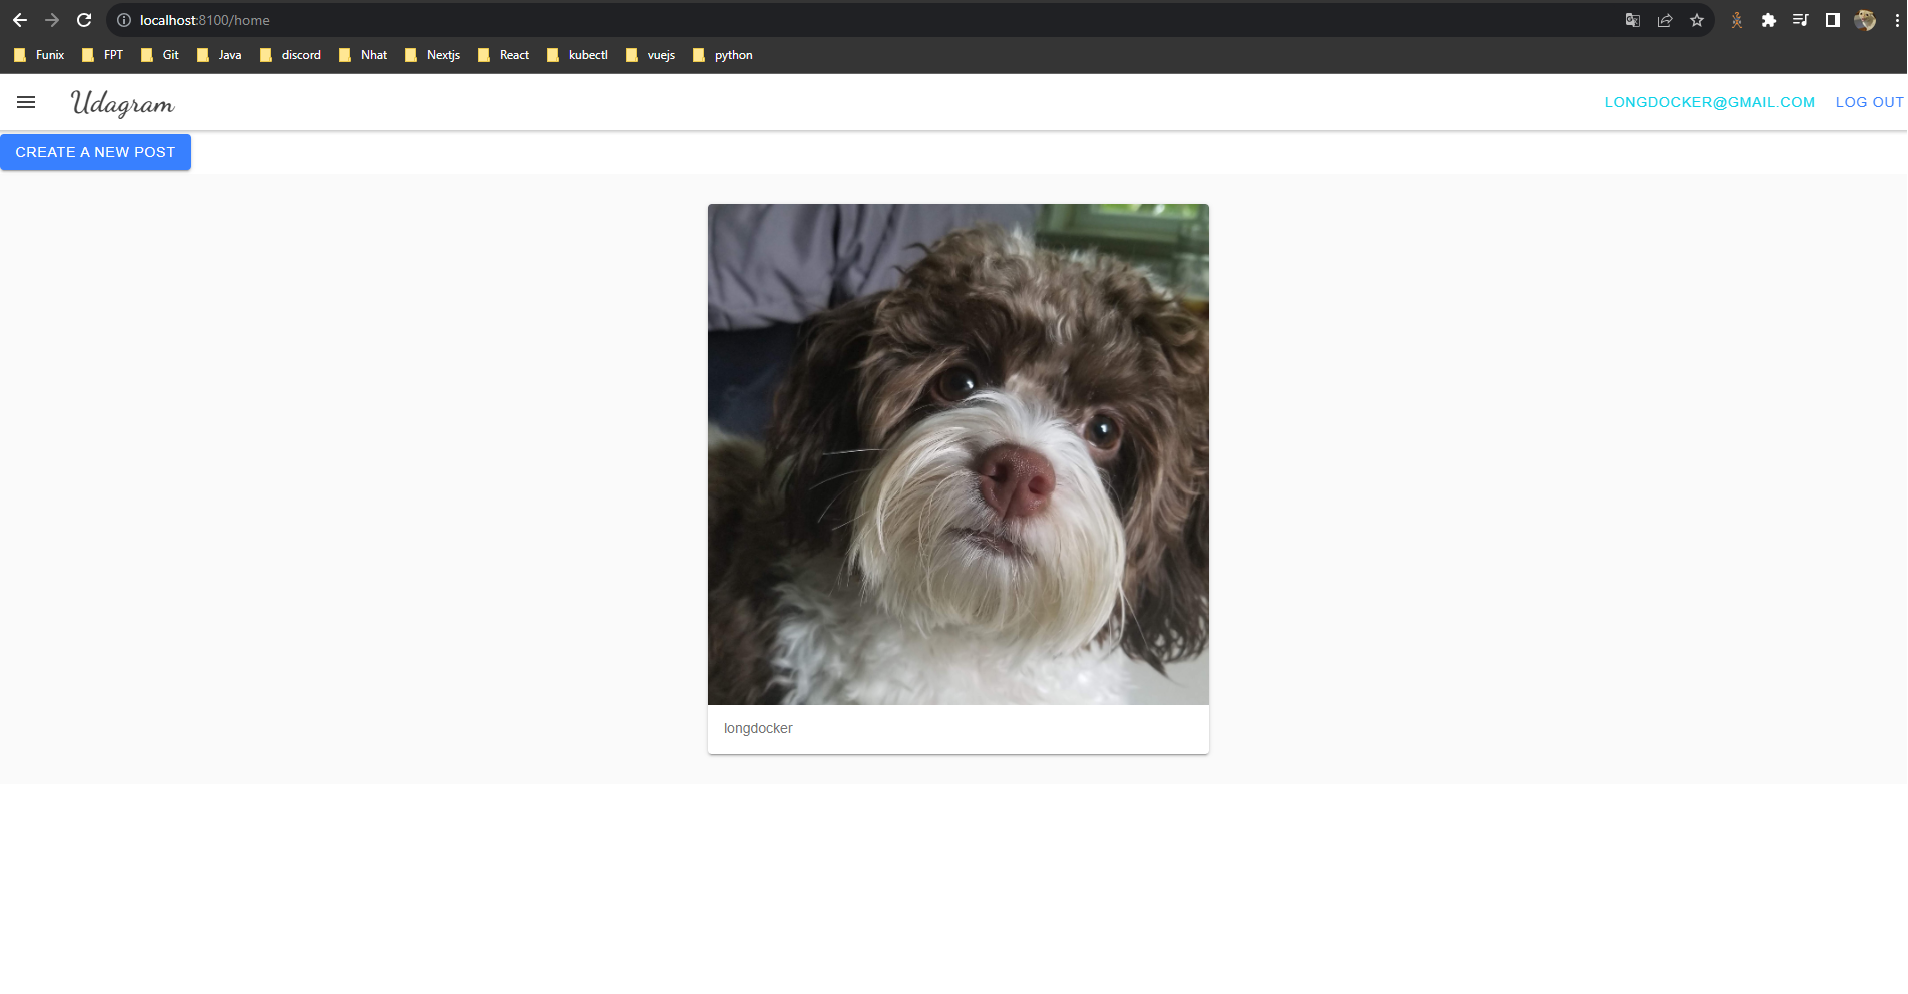 localhost:8100/home
Funix FPT Git Java discord Nhat Nextjs React kubectl vuejs python
Udagram LONGDOCKER@GMAIL.COM LOG OUT
CREATE A NEW POST
longdocker